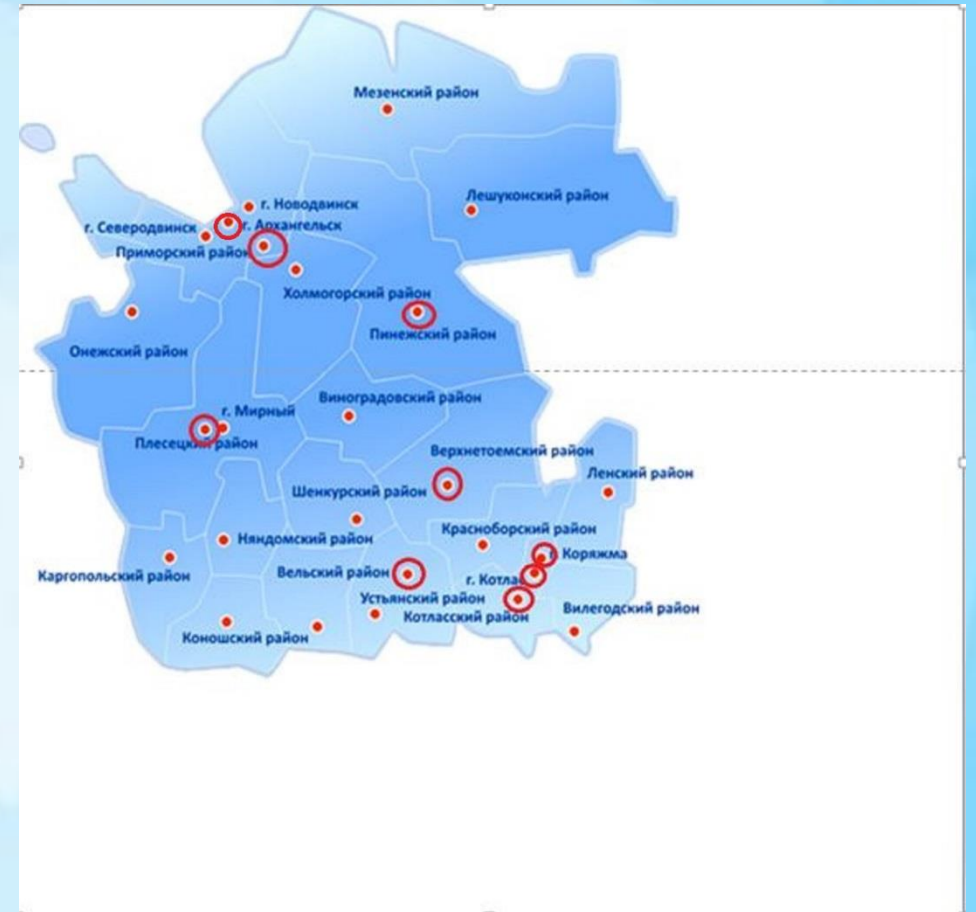 Мезенский район
Лешуконский район
г. Новодвинск
г. Северодвинск
г. Архангельск
Приморский район
Холмогорский район
Пинежский район
Онежский район
Виноградовский район
г. Мирный
Плесецкий район
Верхнетоемский район
Ленский район
Шенкурский район
Красноборский район
Няндомский район
г. Коряжма
Каргопольский район
Вельский район
г. Котлас
Устьянский район
Котласский район
Вилегодский район
Коношский район